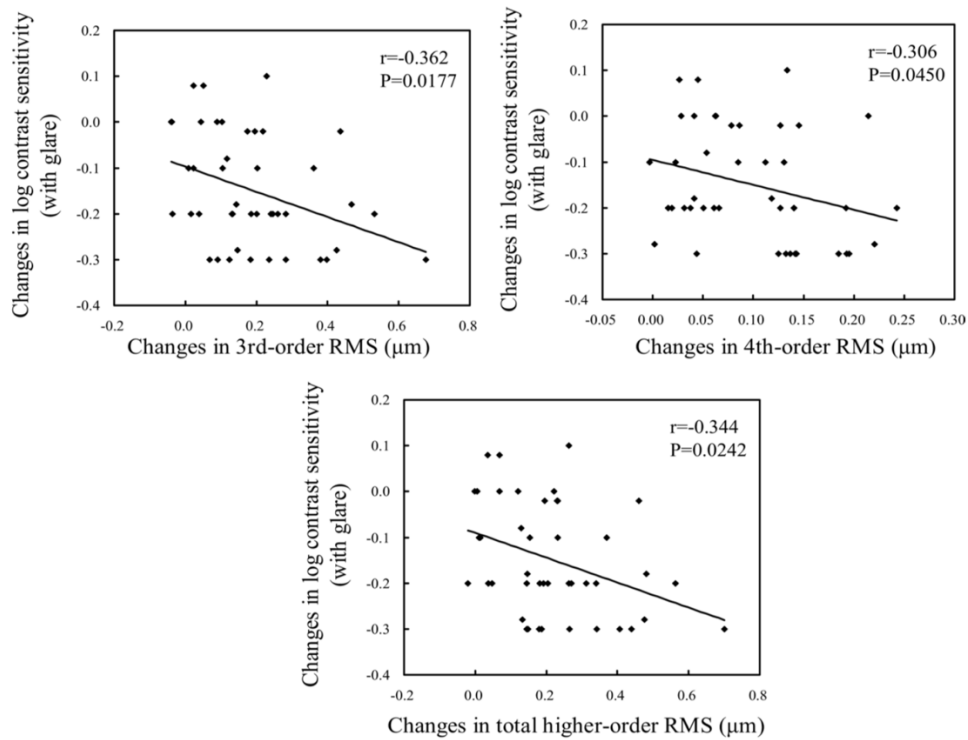 Changes in log contrast sensitivity
(with glare)
0.2
0.1
0.0
-0.1
-0.2
-0.3
-0.4
r=-0.362
P=0.0177
-0.2 0.0 0.2 0.4 0.6 0.8
Changes in 3rd-order RMS (μm)
Changes in log contrast sensitivity
(with glare)
0.2
0.1
0.0
-0.1
-0.2
-0.3
-0.4
r=-0.306
P=0.0450
-0.05 0.00 0.05 0.10 0.15 0.20 0.25 0.30
Changes in 4th-order RMS (μm)
Changes in log contrast sensitivity
(with glare)
0.2
0.1
0.0
-0.1
-0.2
-0.3
-0.4
r=-0.344
P=0.0242
-0.2 0.0 0.2 0.4 0.6 0.8
Changes in total higher-order RMS (μm)